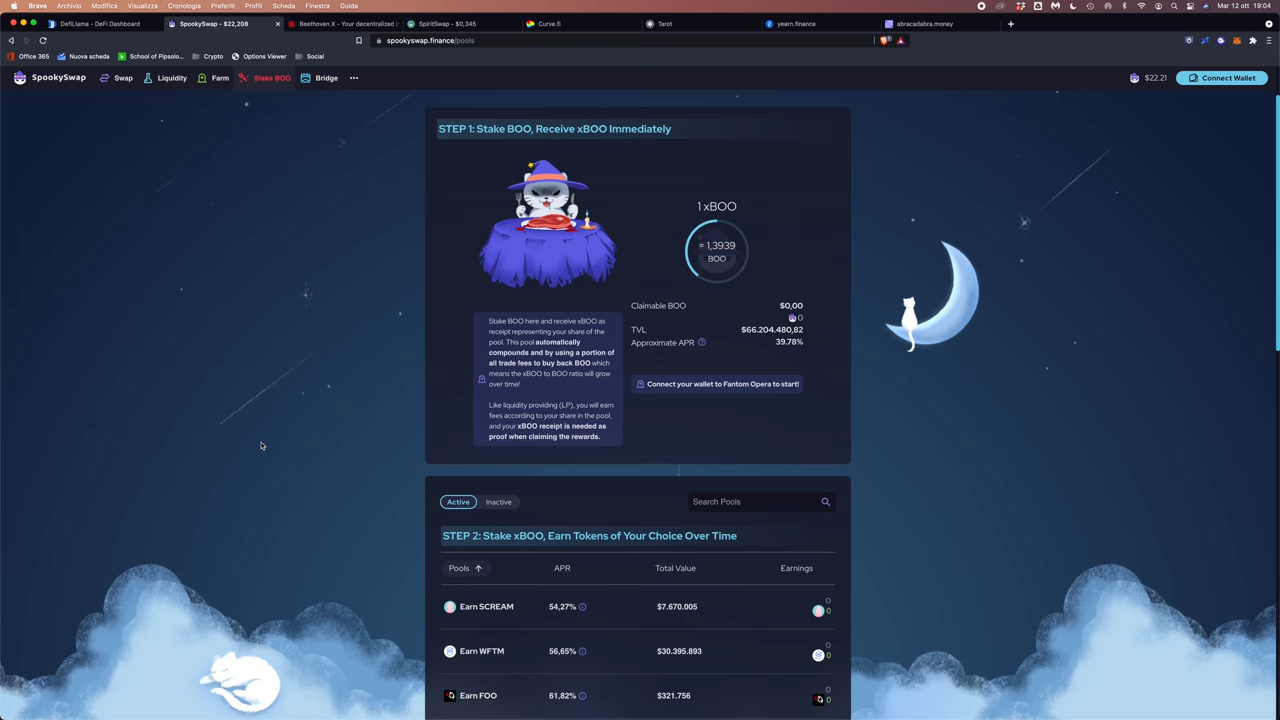 Brave Archivio Modifica Visualizza Cronologia Preferiti Profili Scheda Finestra Guida Mar 12 ott 19:04
DefiLlama - DeFi Dashboard SpookySwap - $22,208 Beethoven X - Your decentralized SpiritSwap - $0,345 Curve.fi Tarot yearn.finance abracadabra.money
spookyswap.finance/pools
Office 365 Nuova scheda School of Pipsolo... Crypto Options Viewer Social
SpookySwap Swap Liquidity Farm Stake BOO Bridge $22.21 Connect Wallet
STEP 1: Stake BOO, Receive xBOO Immediately
1 xBOO
= 1,3939
BOO
Claimable BOO $0,00
0
TVL $66.204.480,82
Approximate APR 39.78%
Connect your wallet to Fantom Opera to start!
Stake BOO here and receive xBOO as
receipt representing your share of the
pool. This pool automatically
compounds and by using a portion of
all trade fees to buy back BOO which
means the xBOO to BOO ratio will grow
over time!
Like liquidity providing (LP), you will earn
fees according to your share in the pool,
and your xBOO receipt is needed as
proof when claiming the rewards.
Active Inactive Search Pools
STEP 2: Stake xBOO, Earn Tokens of Your Choice Over Time
Pools APR Total Value Earnings
Earn SCREAM 54,27% $7.670.005 0
0
Earn WFTM 56,65% $30.395.893 0
0
Earn FOO 61,82% $321.756 0
0